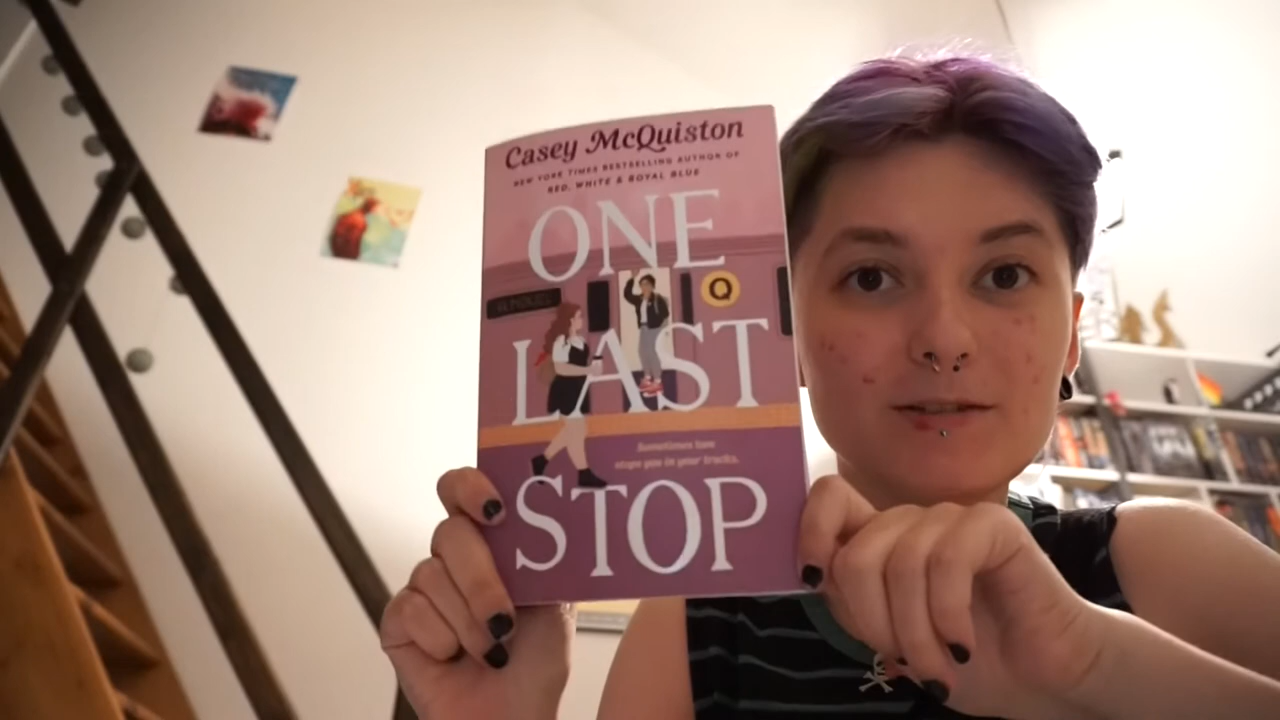 Casey McQuiston
NEW YORK TIMES BESTSELLING AUTHOR OF
RED, WHITE & ROYAL BLUE
ONE
Q
LAST
Sometimes love
stops you in your tracks.
STOP